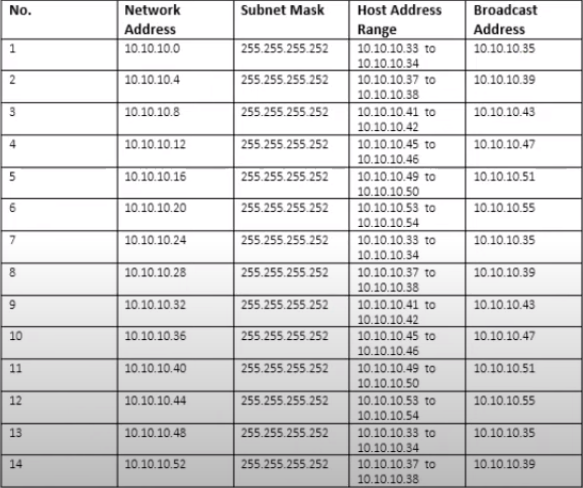 No. Network Address Subnet Mask Host Address Range Broadcast Address
1 10.10.10.0 255.255.255.252 10.10.10.33 to 10.10.10.34 10.10.10.35
2 10.10.10.4 255.255.255.252 10.10.10.37 to 10.10.10.38 10.10.10.39
3 10.10.10.8 255.255.255.252 10.10.10.41 to 10.10.10.42 10.10.10.43
4 10.10.10.12 255.255.255.252 10.10.10.45 to 10.10.10.46 10.10.10.47
5 10.10.10.16 255.255.255.252 10.10.10.49 to 10.10.10.50 10.10.10.51
6 10.10.10.20 255.255.255.252 10.10.10.53 to 10.10.10.54 10.10.10.55
7 10.10.10.24 255.255.255.252 10.10.10.33 to 10.10.10.34 10.10.10.35
8 10.10.10.28 255.255.255.252 10.10.10.37 to 10.10.10.38 10.10.10.39
9 10.10.10.32 255.255.255.252 10.10.10.41 to 10.10.10.42 10.10.10.43
10 10.10.10.36 255.255.255.252 10.10.10.45 to 10.10.10.46 10.10.10.47
11 10.10.10.40 255.255.255.252 10.10.10.49 to 10.10.10.50 10.10.10.51
12 10.10.10.44 255.255.255.252 10.10.10.53 to 10.10.10.54 10.10.10.55
13 10.10.10.48 255.255.255.252 10.10.10.33 to 10.10.10.34 10.10.10.35
14 10.10.10.52 255.255.255.252 10.10.10.37 to 10.10.10.38 10.10.10.39